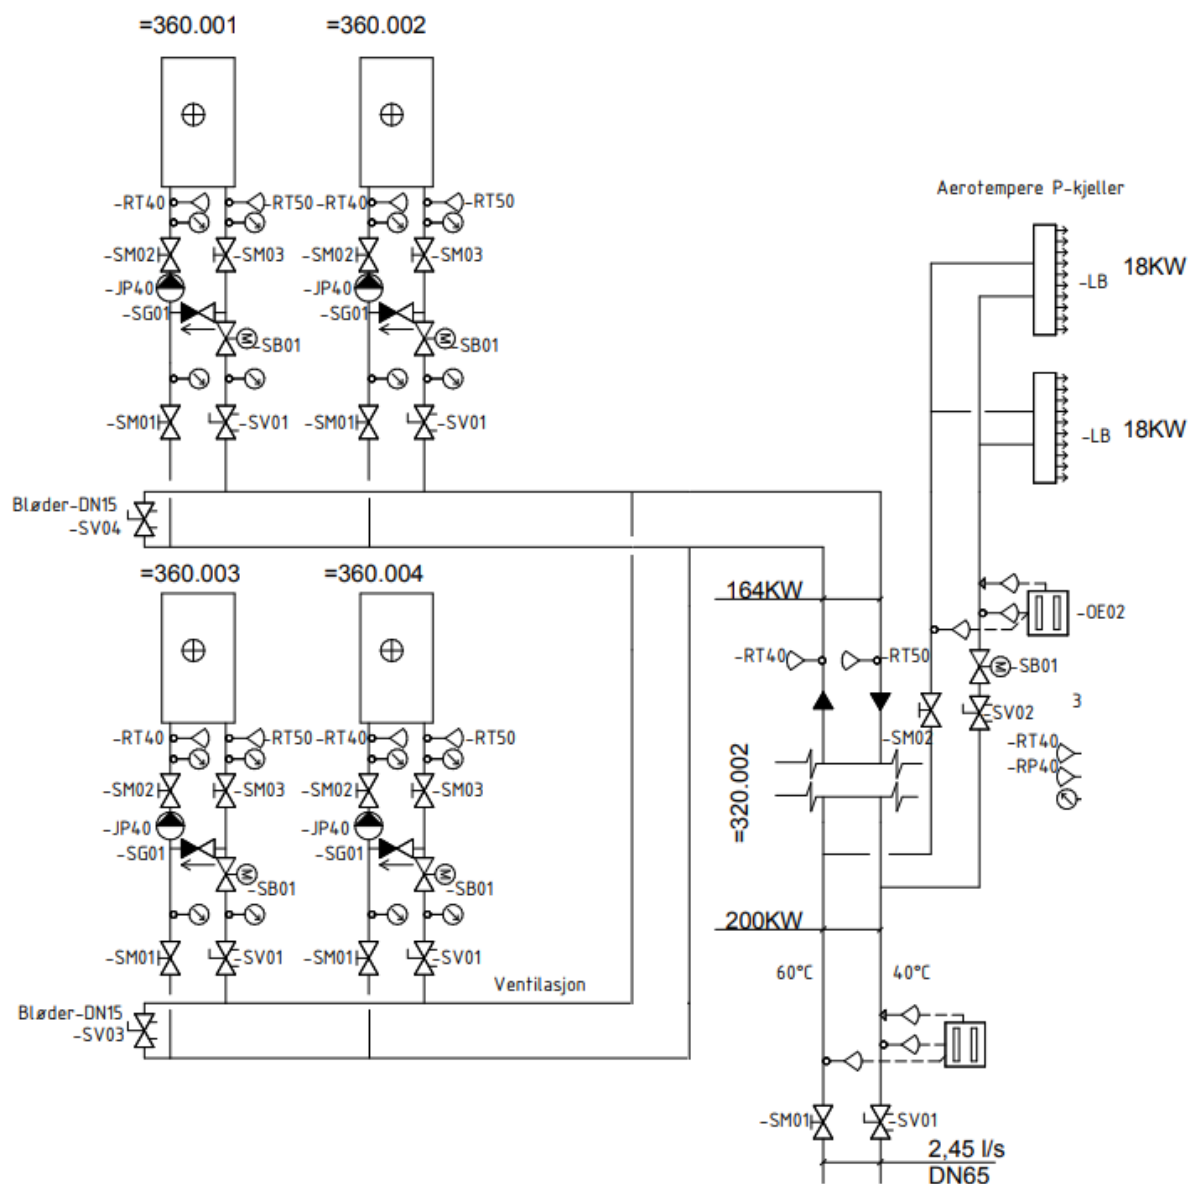 =360.001
=360.002
-RT40
-RT50
-RT40
-RT50
-SM02
-SM03
-SM02
-SM03
-JP40
-JP40
-SG01
-SG01
-SB01
-SB01
-SM01
-SV01
-SM01
-SV01
Bløder-DN15
-SV04
Aerotempere P-kjeller
-LB
18KW
-LB
18KW
=360.003
=360.004
164KW
-OE02
-RT40
-RT50
-SB01
-SV02
3
-SM02
-RT40
-RP40
=320.002
-RT40
-RT50
-RT40
-RT50
-SM02
-SM03
-SM02
-SM03
-JP40
-JP40
-SG01
-SG01
M
-SB01
M
-SB01
200KW
-SM01
-SV01
-SM01
-SV01
60°C
40°C
Ventilasjon
Bløder-DN15
-SV03
-SM01
-SV01
2,45 l/s
DN65